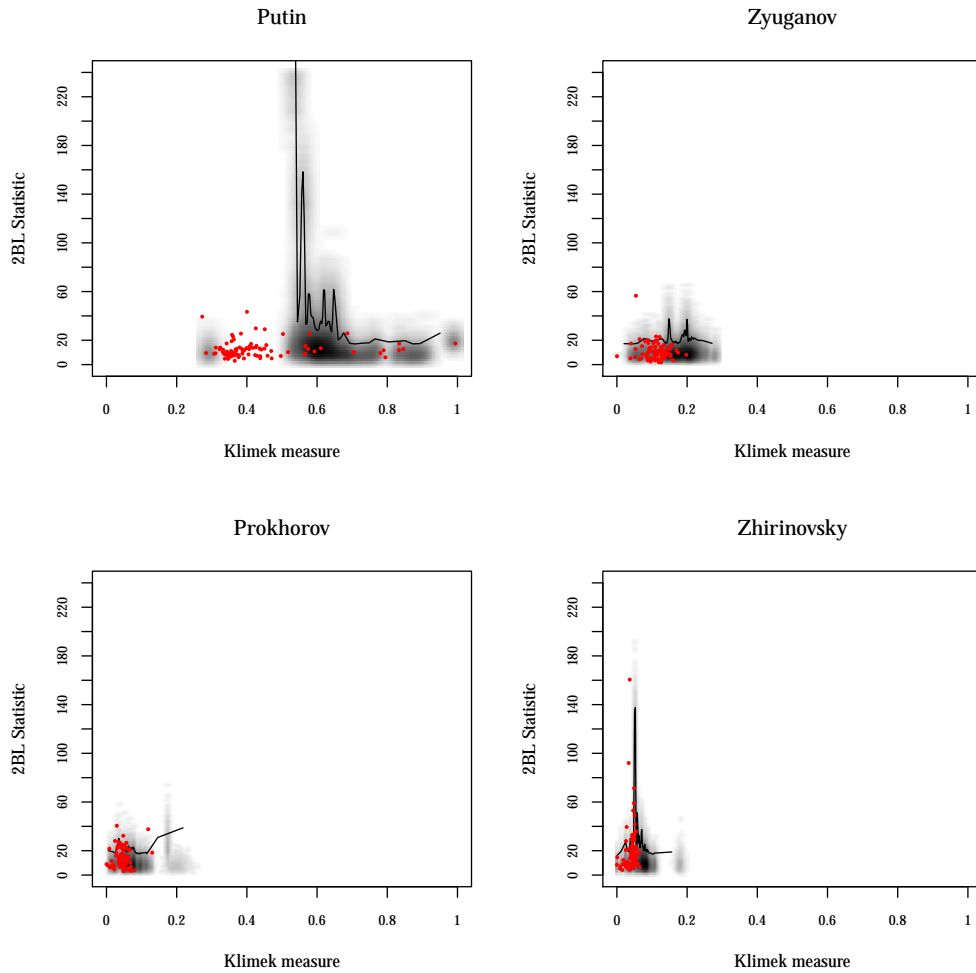 Putin
2BL Statistic
0 20 60 100 140 180 220
0 0.2 0.4 0.6 0.8 1
Klimek measure
Zyuganov
2BL Statistic
0 20 60 100 140 180 220
0 0.2 0.4 0.6 0.8 1
Klimek measure
Prokhorov
2BL Statistic
0 20 60 100 140 180 220
0 0.2 0.4 0.6 0.8 1
Klimek measure
Zhirinovsky
2BL Statistic
0 20 60 100 140 180 220
0 0.2 0.4 0.6 0.8 1
Klimek measure